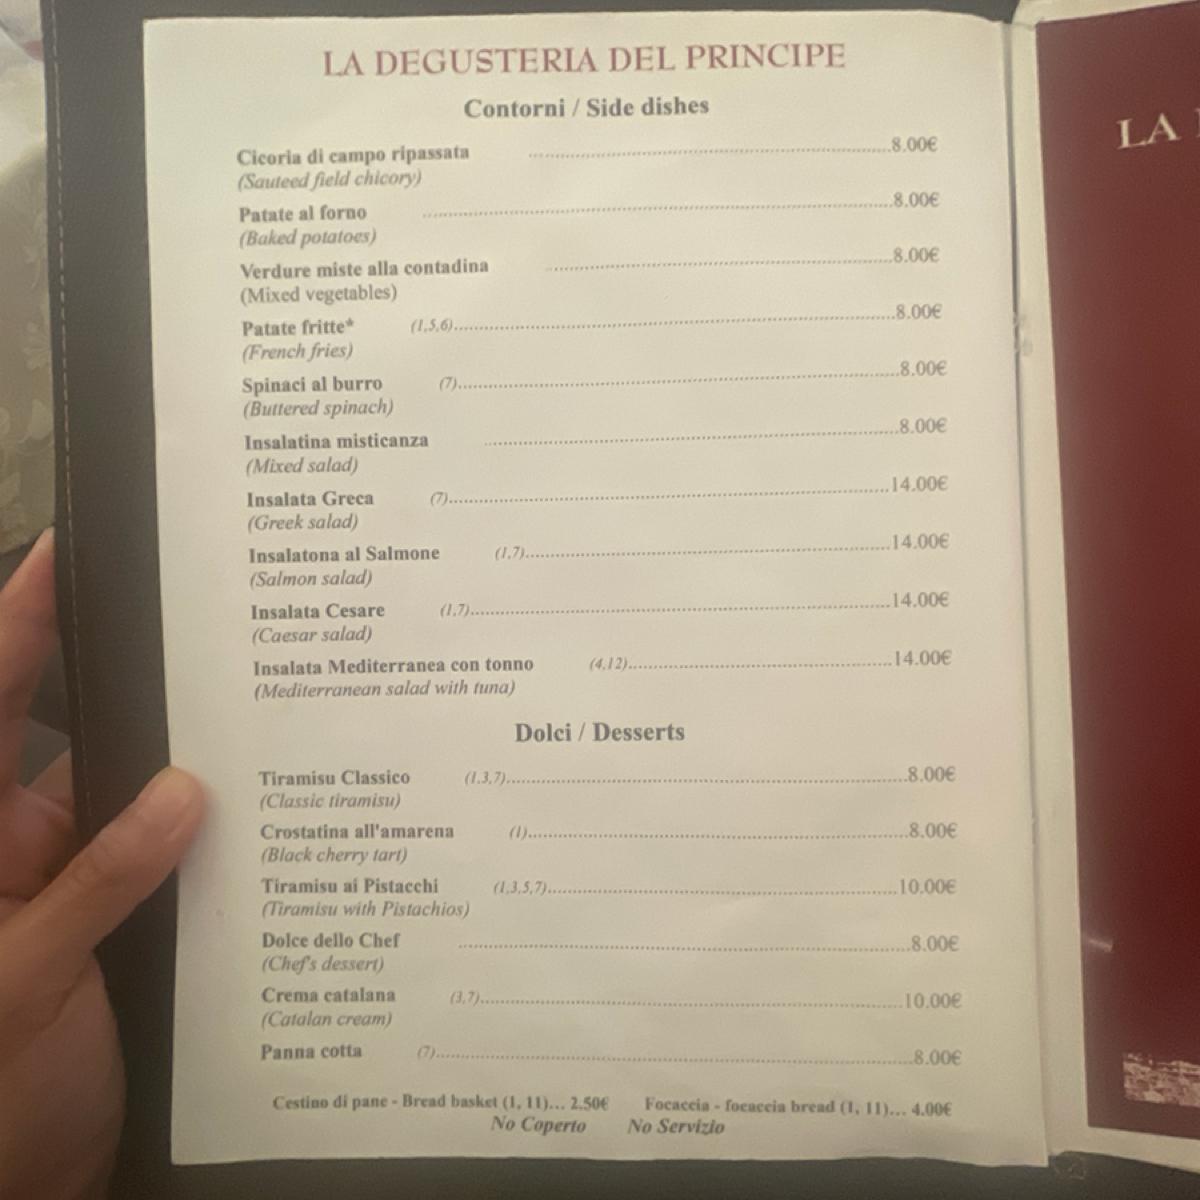 LA DEGUSTERIA DEL PRINCIPE
Contorni / Side dishes
Cicoria di campo ripassata ..........8.00€
(Sauteed field chicory)
Patate al forno ..........8.00€
(Baked potatoes)
Verdure miste alla contadina ..........8.00€
(Mixed vegetables)
Patate fritte* (1,5,6)..........8.00€
(French fries)
Spinaci al burro (7)..........8.00€
(Buttered spinach)
Insalatina misticanza ..........8.00€
(Mixed salad)
Insalata Greca (7)..........14.00€
(Greek salad)
Insalatona al Salmone (1,7)..........14.00€
(Salmon salad)
Insalata Cesare (1,7)..........14.00€
(Caesar salad)
Insalata Mediterranea con tonno (4,12)..........14.00€
(Mediterranean salad with tuna)
Dolci / Desserts
Tiramisu Classico (1,3,7)..........8.00€
(Classic tiramisu)
Crostatina all'amarena (1)..........8.00€
(Black cherry tart)
Tiramisu ai Pistacchi (1,3,5,7)..........10.00€
(Tiramisu with Pistachios)
Dolce dello Chef ..........8.00€
(Chef's dessert)
Crema catalana (3,7)..........10.00€
(Catalan cream)
Panna cotta (7)..........8.00€
Cestino di pane - Bread basket (1, 11)... 2.50€ Focaccia - focaccia bread (1, 11)... 4.00€
No Coperto No Servizio
LA